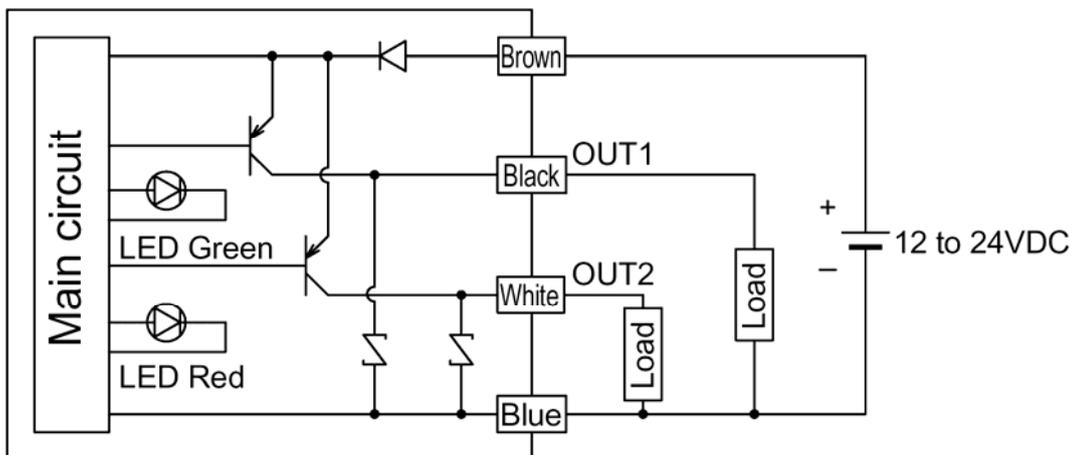 Main circuit
Brown
OUT1
Black
LED Green
+
12 to 24VDC
–
OUT2
White
Load
Load
LED Red
Blue